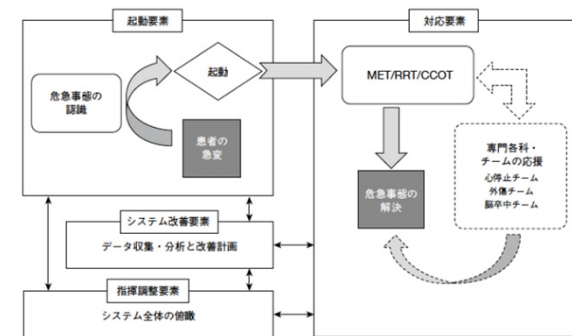 起動要素
危急事態の
認識
起動
患者の
急変
システム改善要素
データ収集・分析と改善計画
指揮調整要素
システム全体の俯瞰
対応要素
MET/RRT/CCOT
専門各科・
チームの応援
心停止チーム
外傷チーム
脳卒中チーム
危急事態の
解決